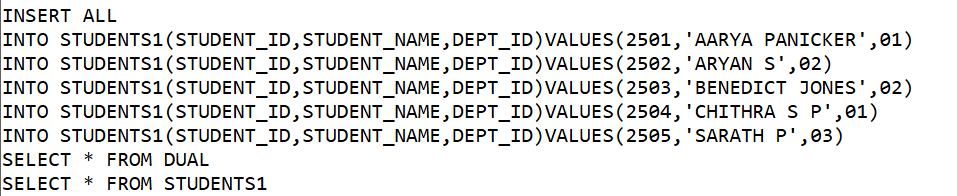 INSERT ALL
INTO STUDENTS1(STUDENT_ID,STUDENT_NAME,DEPT_ID)VALUES(2501,'AARYA PANICKER',01)
INTO STUDENTS1(STUDENT_ID,STUDENT_NAME,DEPT_ID)VALUES(2502,'ARYAN S',02)
INTO STUDENTS1(STUDENT_ID,STUDENT_NAME,DEPT_ID)VALUES(2503,'BENEDICT JONES',02)
INTO STUDENTS1(STUDENT_ID,STUDENT_NAME,DEPT_ID)VALUES(2504,'CHITHRA S P',01)
INTO STUDENTS1(STUDENT_ID,STUDENT_NAME,DEPT_ID)VALUES(2505,'SARATH P',03)
SELECT * FROM DUAL
SELECT * FROM STUDENTS1